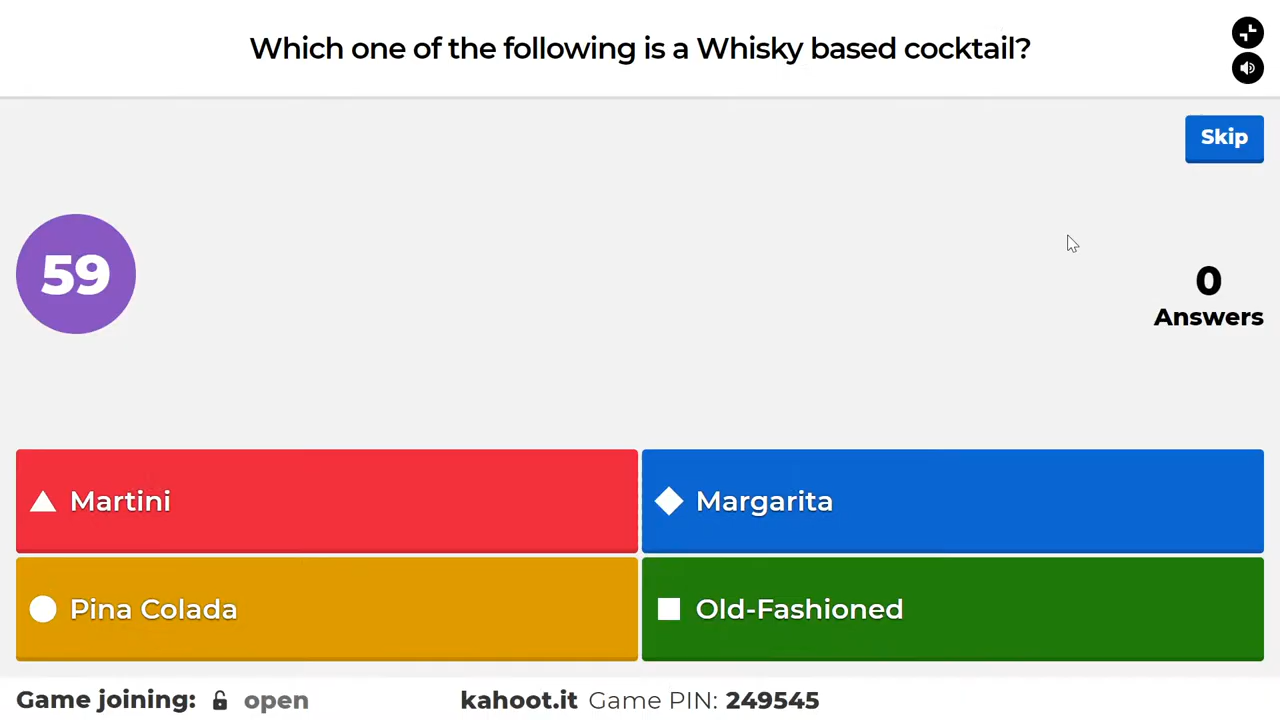 Which one of the following is a Whisky based cocktail?
Skip
59
0
Answers
Martini
Margarita
Pina Colada
Old-Fashioned
Game joining: open
kahoot.it Game PIN: 249545